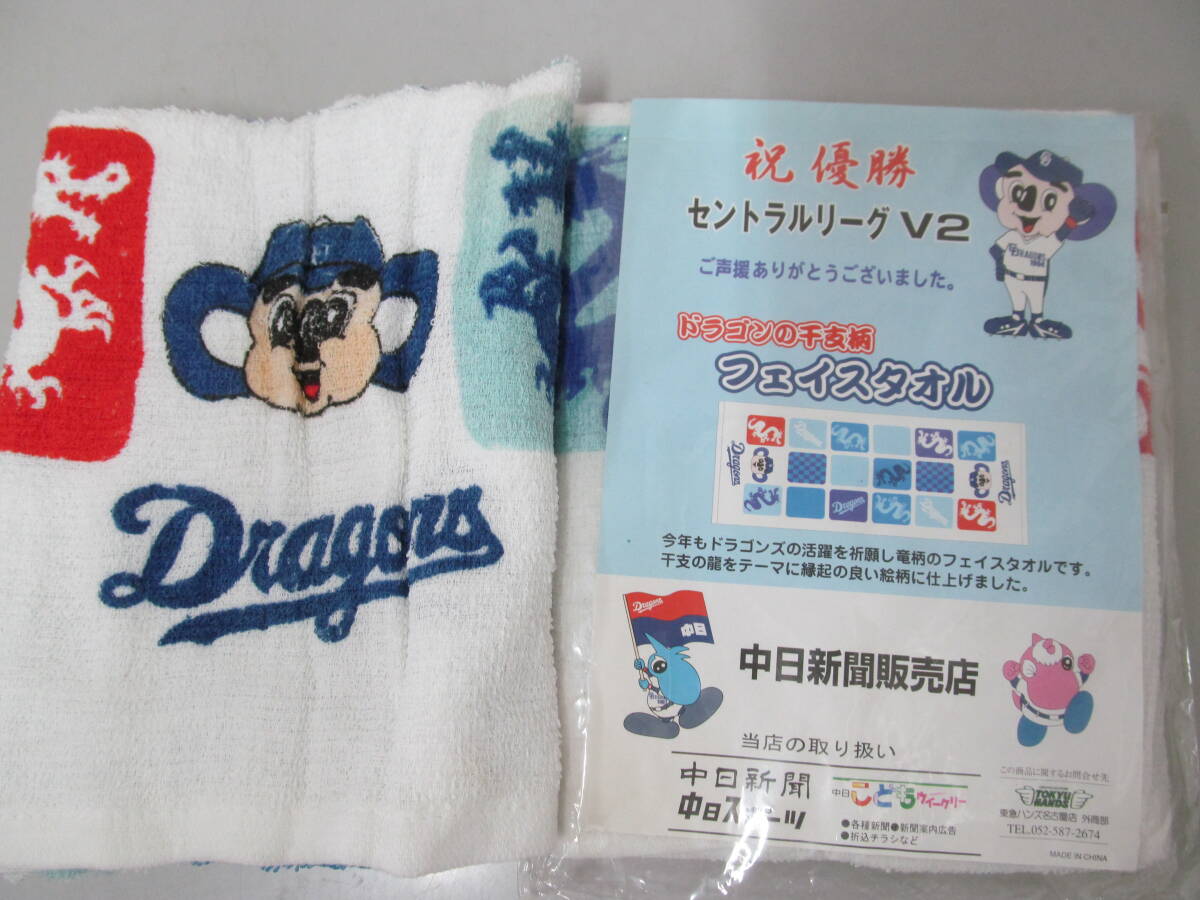 Dragons
祝優勝
セントラルリーグ V2
ご声援ありがとうございました。
DRAGONS
1994
ドラゴンの干支柄
フェイスタオル
Dragons
Dragons
Dragons
今年もドラゴンズの活躍を祈願し竜柄のフェイスタオルです。
干支の龍をテーマに縁起の良い絵柄に仕上げました。
Dragons
中日
中日新聞販売店
当店の取り扱い
中日新聞
中日スポーツ
中日こどもウイークリー
●各種新聞●新聞案内広告
●折込チラシなど
この商品に関するお問合せ先
TOKYU
HANDS
東急ハンズ名古屋店 外商部
TEL.052-587-2674
MADE IN CHINA